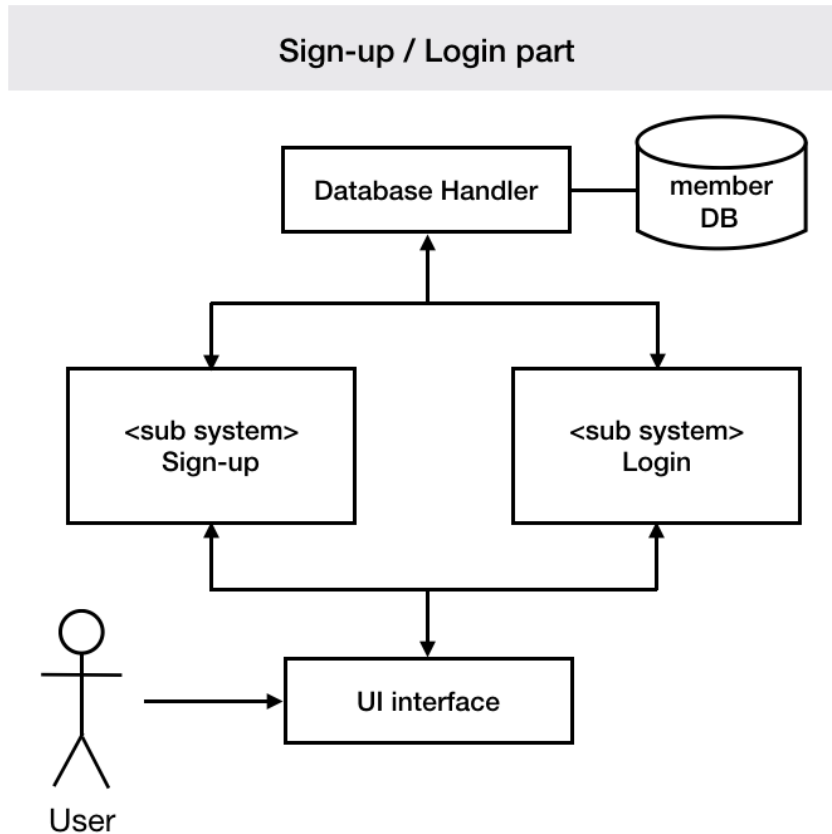 Sign-up / Login part
Database Handler
member
DB
<sub system>
Sign-up
<sub system>
Login
UI interface
User